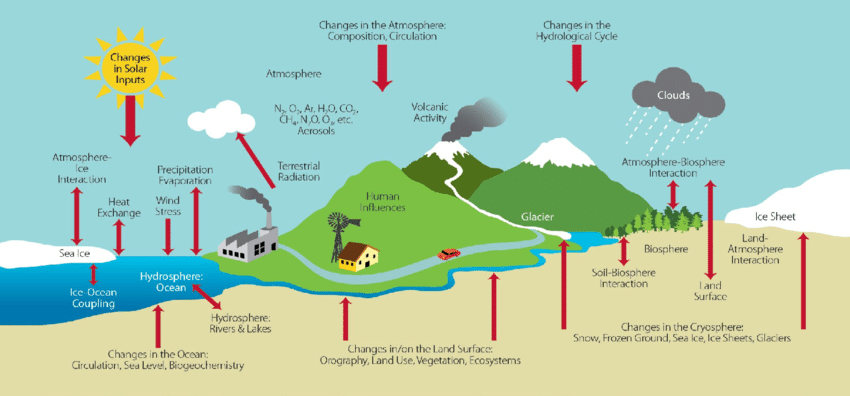 Changes in the Atmosphere:
Composition, Circulation
Changes in the
Hydrological Cycle
Changes
in Solar
Inputs
Atmosphere
N₂, O₂, Ar, H₂O, CO₂,
CH₄, N₂O, O₃, etc.
Aerosols
Volcanic
Activity
Clouds
Atmosphere-
Ice
Interaction
Precipitation
Evaporation
Terrestrial
Radiation
Atmosphere-Biosphere
Interaction
Heat
Exchange
Wind
Stress
Human
Influences
Glacier
Ice Sheet
Sea Ice
Biosphere
Land-
Atmosphere
Interaction
Hydrosphere:
Ocean
Soil-Biosphere
Interaction
Ice-Ocean
Coupling
Land
Surface
Hydrosphere:
Rivers & Lakes
Changes in the Cryosphere:
Snow, Frozen Ground, Sea Ice, Ice Sheets, Glaciers
Changes in the Ocean:
Circulation, Sea Level, Biogeochemistry
Changes in/on the Land Surface:
Orography, Land Use, Vegetation, Ecosystems